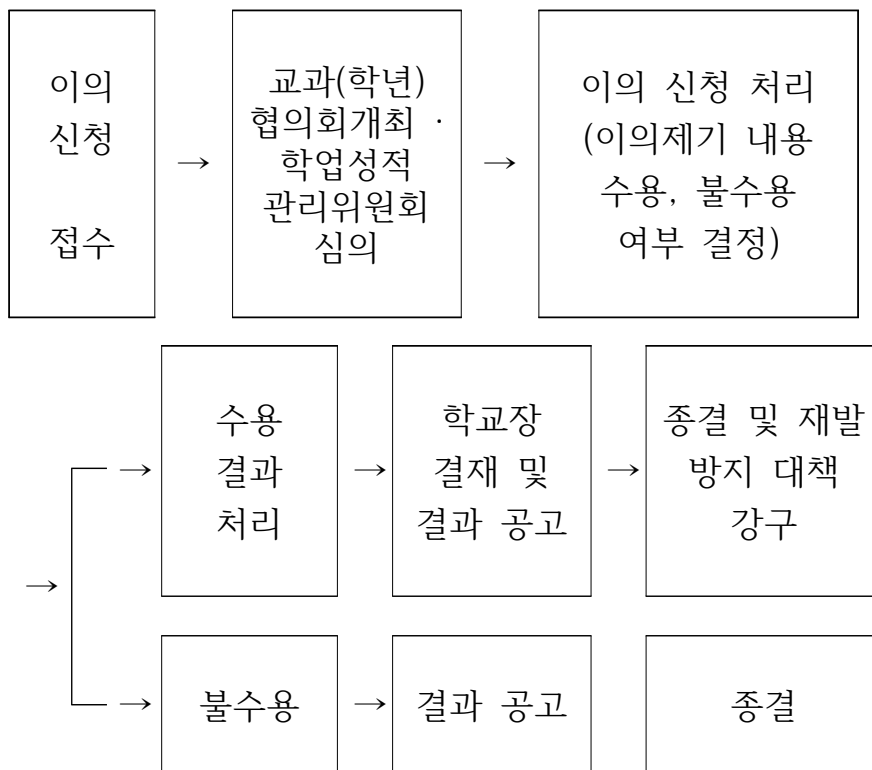 이의
신청
접수
→
교과(학년)
협의회개최 ·
학업성적
관리위원회
심의
→
이의 신청 처리
(이의제기 내용
수용, 불수용
여부 결정)
→
→
수용
결과
처리
→
학교장
결재 및
결과 공고
→
종결 및 재발
방지 대책
강구
→
불수용
→
결과 공고
종결